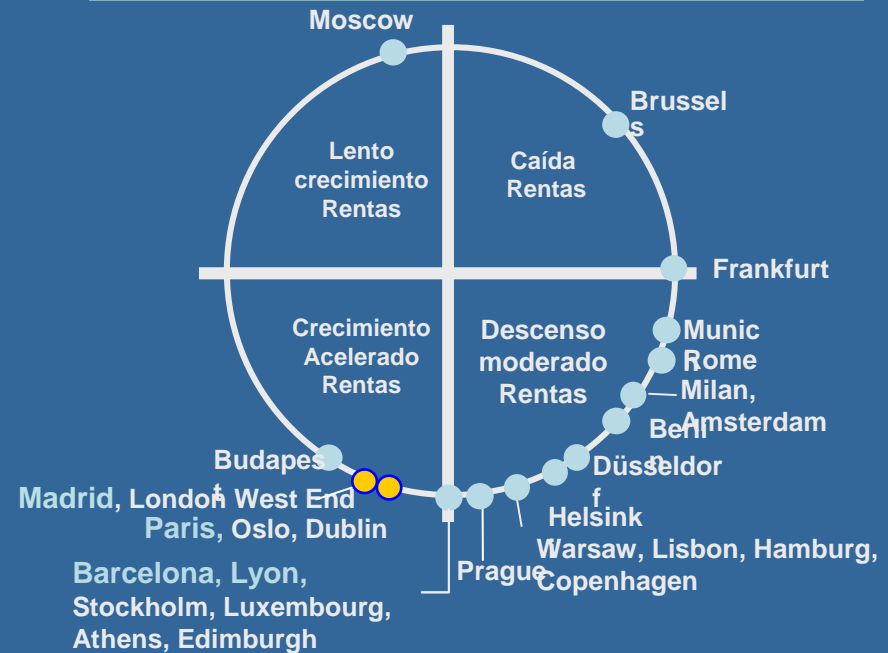 Moscow
Brussel
s
Lento
crecimiento
Rentas
Caída
Rentas
Frankfurt
Crecimiento
Acelerado
Rentas
Descenso
moderado
Rentas
Munic
h
Rome
Milan,
Amsterdam
Berli
n
Budapes
t
Düsseldor
f
Madrid, London West End
Paris, Oslo, Dublin
Helsink
i
Warsaw, Lisbon, Hamburg,
Copenhagen
Prague
Barcelona, Lyon,
Stockholm, Luxembourg,
Athens, Edimburgh